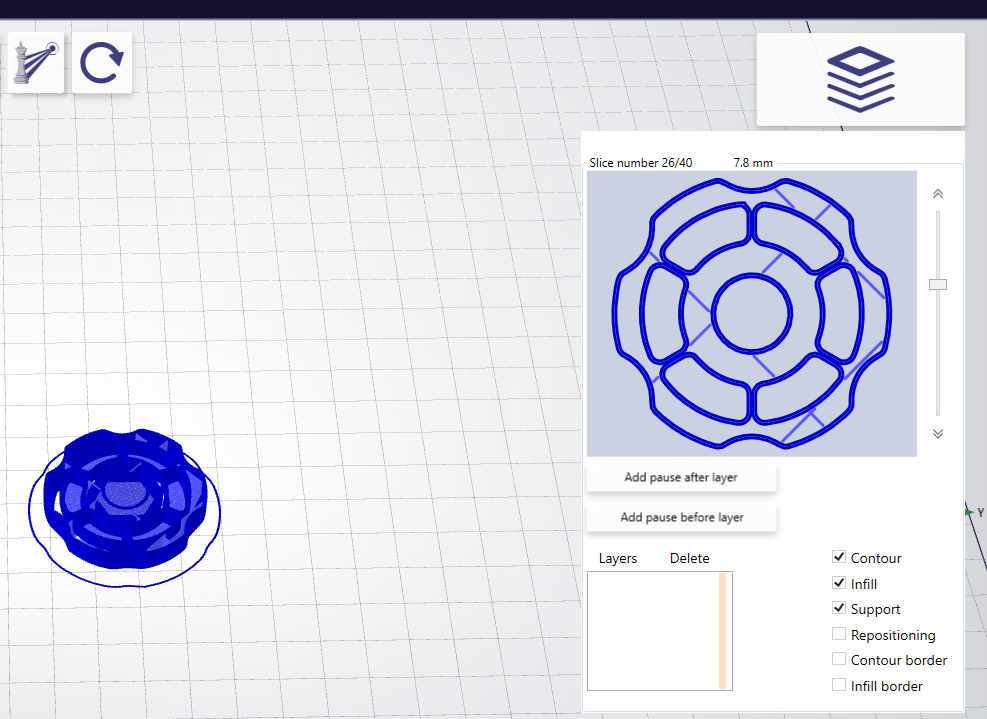 Slice number 26/40 7.8 mm
Add pause after layer
Add pause before layer
Layers Delete
Contour
Infill
Support
Repositioning
Contour border
Infill border
Y